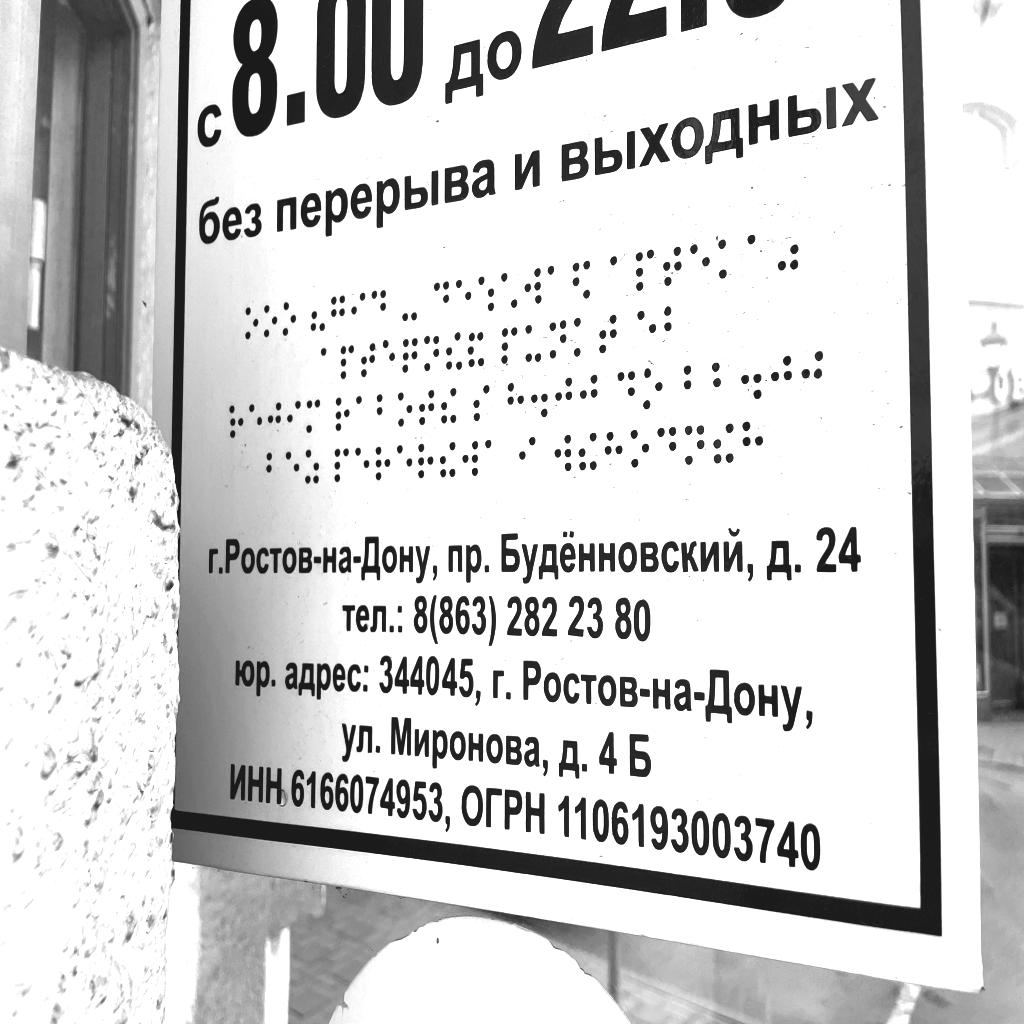 с 8.00 до
без перерыва и выходных
г.Ростов-на-Дону, пр. Будённовский, д. 24
тел.: 8(863) 282 23 80
юр. адрес: 344045, г. Ростов-на-Дону,
ул. Миронова, д. 4 Б
ИНН 6166074953, ОГРН 1106193003740